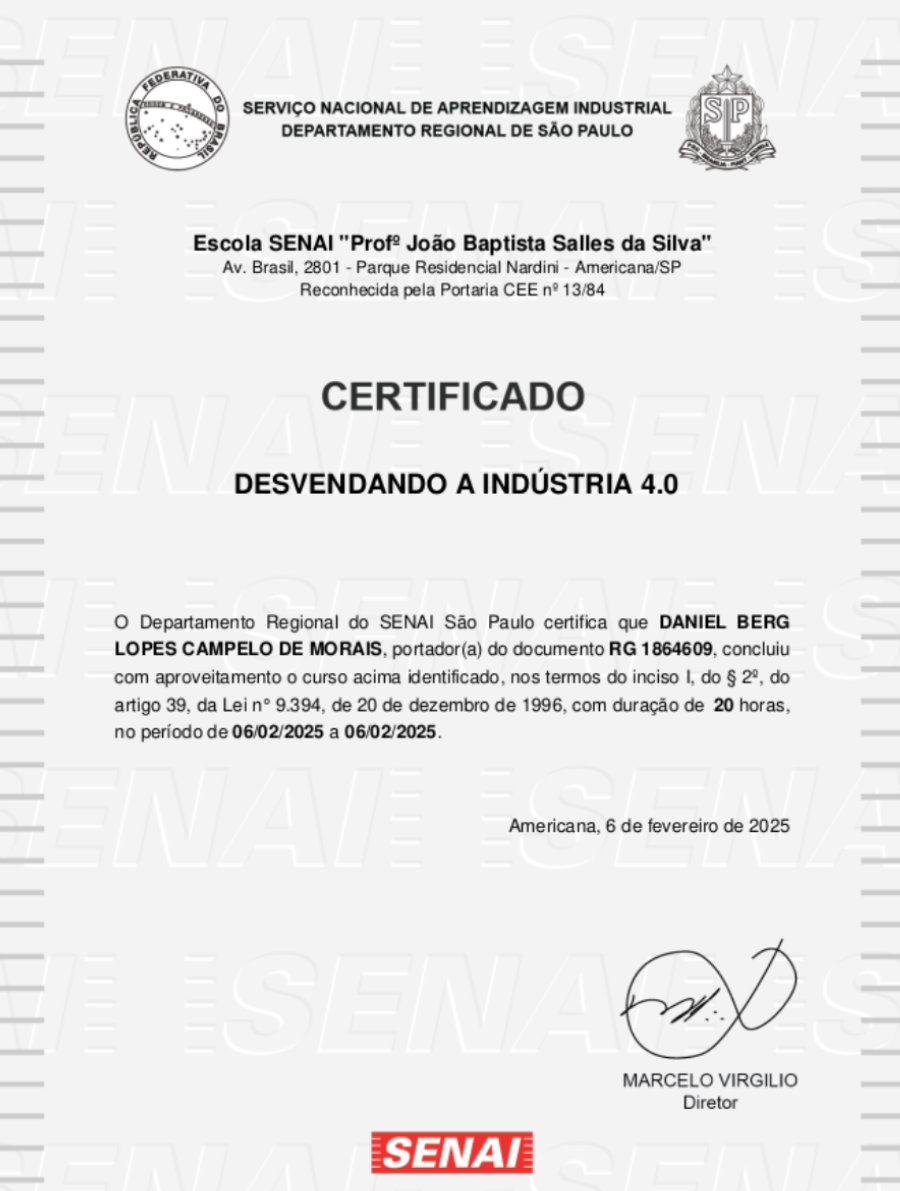 REPÚBLICA FEDERATIVA DO BRASIL
SERVIÇO NACIONAL DE APRENDIZAGEM INDUSTRIAL
DEPARTAMENTO REGIONAL DE SÃO PAULO
SP
Escola SENAI "Profº João Baptista Salles da Silva"
Av. Brasil, 2801 - Parque Residencial Nardini - Americana/SP
Reconhecida pela Portaria CEE nº 13/84
CERTIFICADO
DESVENDANDO A INDÚSTRIA 4.0
O Departamento Regional do SENAI São Paulo certifica que DANIEL BERG
LOPES CAMPELO DE MORAIS, portador(a) do documento RG 1864609, concluiu
com aproveitamento o curso acima identificado, nos termos do inciso I, do § 2º, do
artigo 39, da Lei n° 9.394, de 20 de dezembro de 1996, com duração de 20 horas,
no período de 06/02/2025 a 06/02/2025.
Americana, 6 de fevereiro de 2025
MARCELO VIRGILIO
Diretor
SENAI